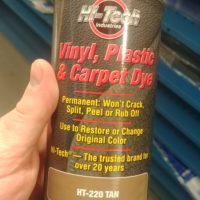 Hi-Tech
Industries
Vinyl, Plastic
& Carpet Dye
Permanent: Won't Crack,
Split, Peel or Rub Off
Use to Restore or Change
Original Color
Hi-Tech — The trusted brand for
over 20 years
HT-220 TAN